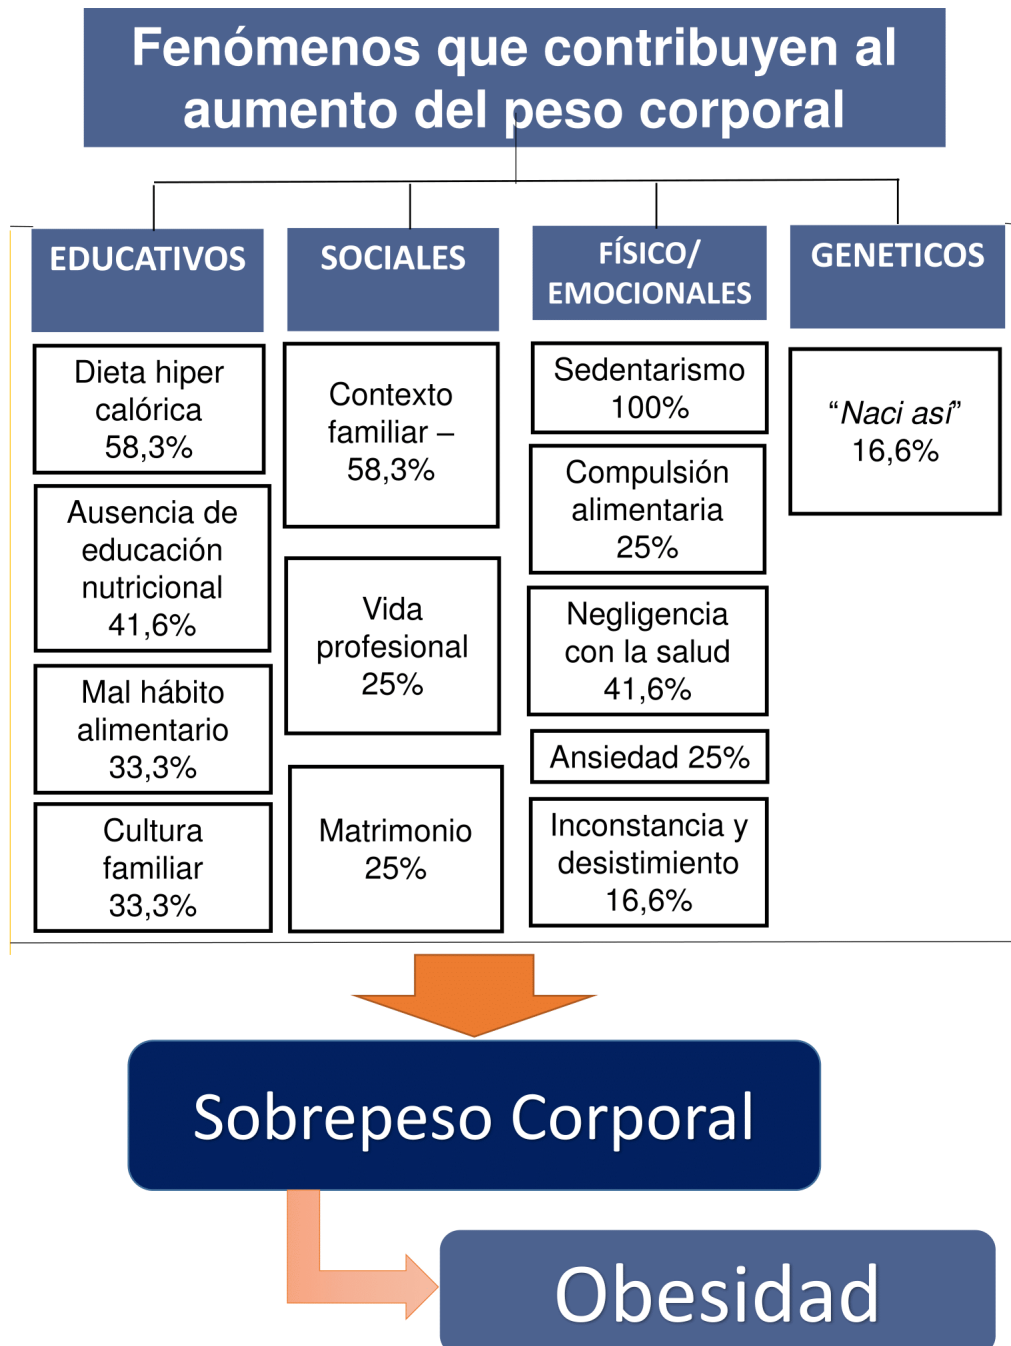 Fenómenos que contribuyen al
aumento del peso corporal
EDUCATIVOS
Dieta hiper
calórica
58,3%
Ausencia de
educación
nutricional
41,6%
Mal hábito
alimentario
33,3%
Cultura
familiar
33,3%
SOCIALES
Contexto
familiar –
58,3%
Vida
profesional
25%
Matrimonio
25%
FÍSICO/
EMOCIONALES
Sedentarismo
100%
Compulsión
alimentaria
25%
Negligencia
con la salud
41,6%
Ansiedad 25%
Inconstancia y
desistimiento
16,6%
GENETICOS
“Naci así”
16,6%
Sobrepeso Corporal
Obesidad